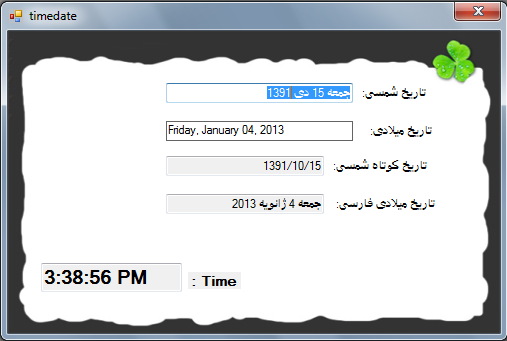 timedate
تاریخ شمسی: جمعه 15 دی 1391
تاریخ میلادی: Friday, January 04, 2013
تاریخ کوتاه شمسی: 1391/10/15
تاریخ میلادی فارسی: جمعه 4 ژانویه 2013
3:38:56 PM : Time